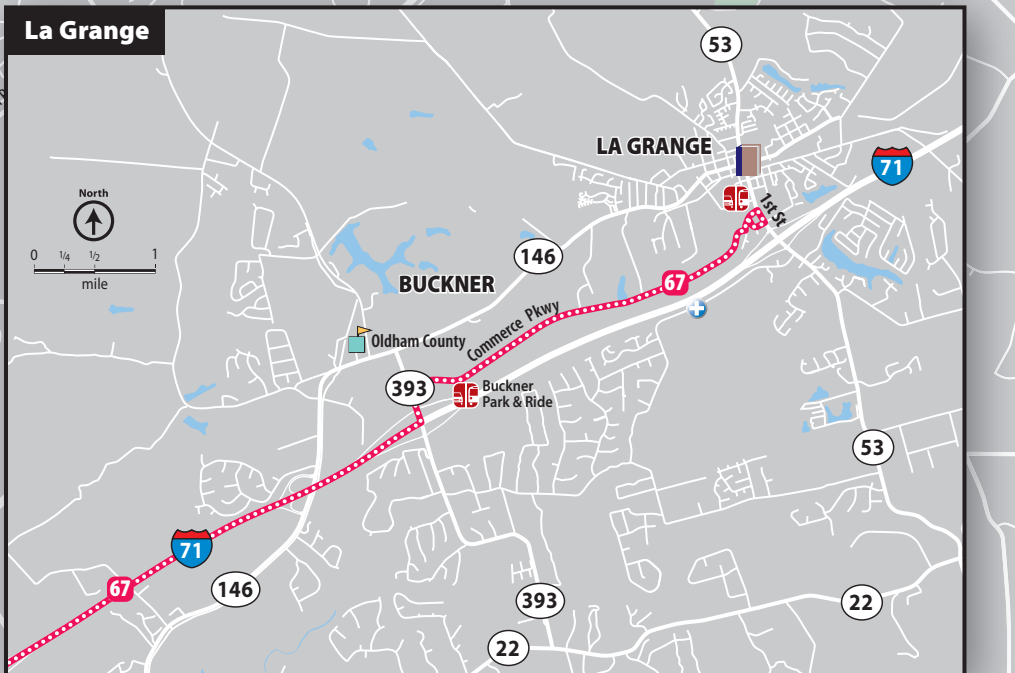 La Grange
53
LA GRANGE
71
North
1st St
0 1/4 1/2 1
mile
146
BUCKNER
67
Commerce Pkwy
Oldham County
393
Buckner
Park & Ride
53
71
67
146
393
22
22